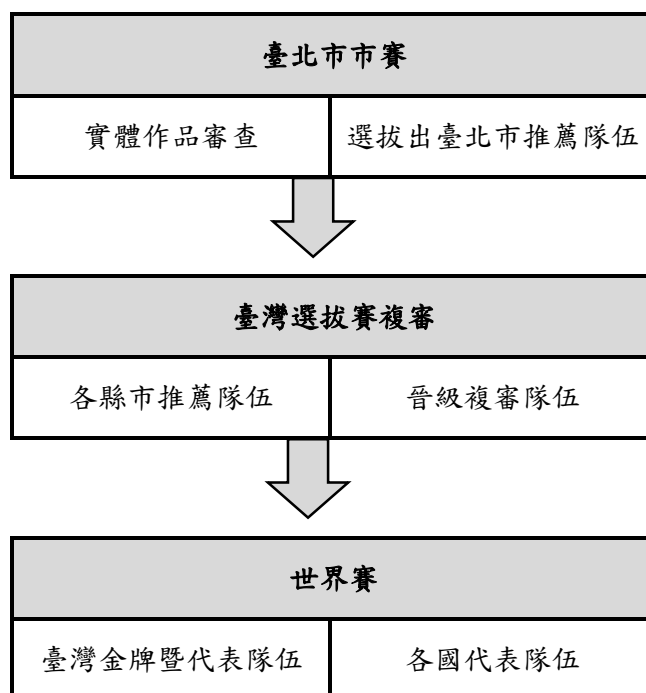 臺北市市賽
實體作品審查
選拔出臺北市推薦隊伍
臺灣選拔賽複審
各縣市推薦隊伍
晉級複審隊伍
世界賽
臺灣金牌暨代表隊伍
各國代表隊伍